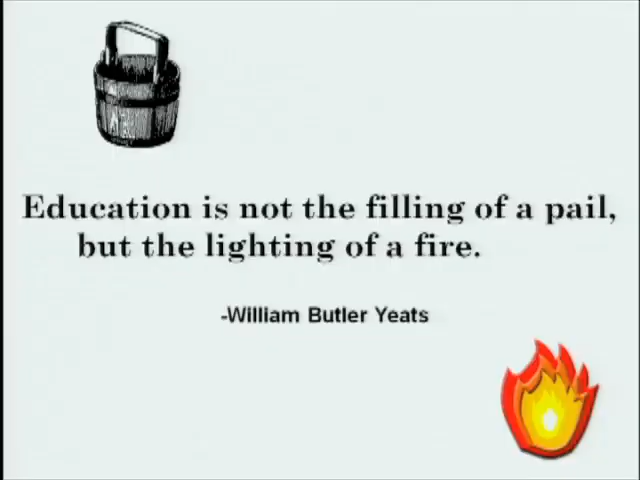 Education is not the filling of a pail,
but the lighting of a fire.
-William Butler Yeats